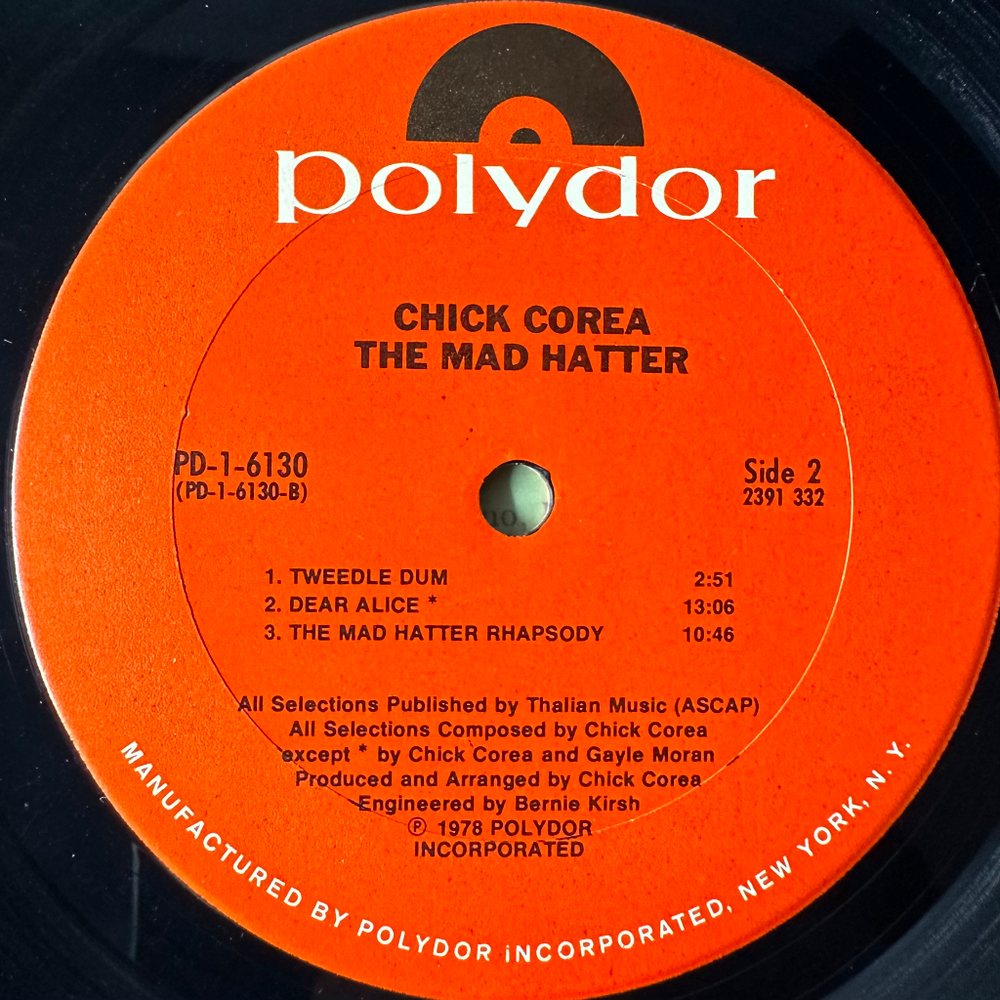 polydor
CHICK COREA
THE MAD HATTER
PD-1-6130
(PD-1-6130-B)
Side 2
2391 332
1. TWEEDLE DUM 2:51
2. DEAR ALICE * 13:06
3. THE MAD HATTER RHAPSODY 10:46
All Selections Published by Thalian Music (ASCAP)
All Selections Composed by Chick Corea
except * by Chick Corea and Gayle Moran
Produced and Arranged by Chick Corea
Engineered by Bernie Kirsh
℗ 1978 POLYDOR
INCORPORATED
MANUFACTURED BY POLYDOR iNCORPORATED, NEW YORK, N. Y.